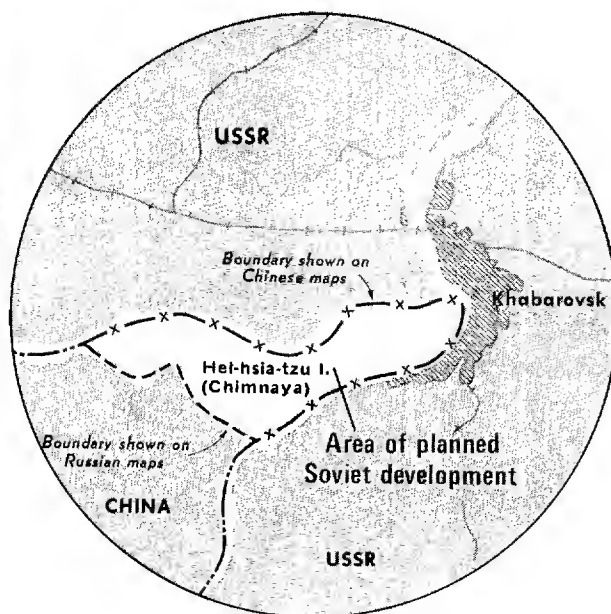 USSR
Boundary shown on
Chinese maps
Khabarovsk
Hei-hsia-tzu I.
(Chimnaya)
Boundary shown on
Russian maps
Area of planned
Soviet development
CHINA
USSR